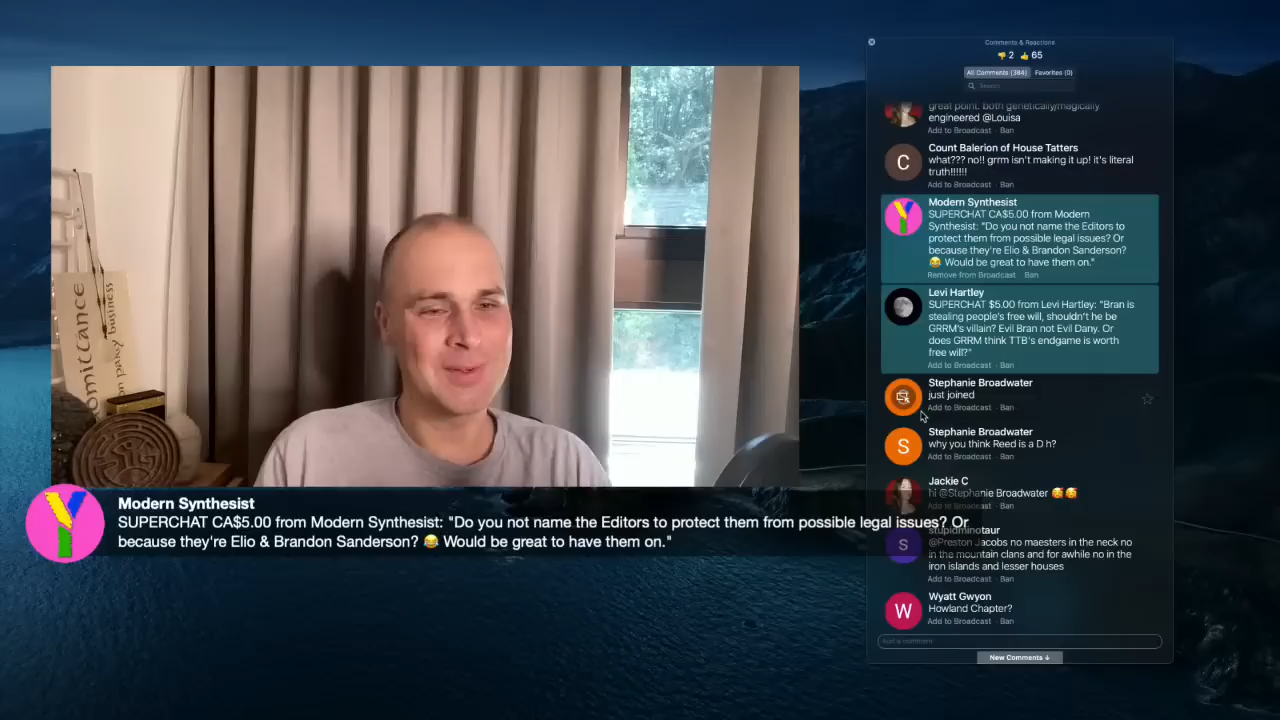 Comments & Reactions
👎 2 👍 65
All Comments (384) Favorites (0)
Search
great point. both genetically/magically
engineered @Louisa
Add to Broadcast · Ban
C
Count Balerion of House Tatters
what??? no!! grrm isn't making it up! it's literal
truth!!!!!!
Add to Broadcast · Ban
Modern Synthesist
SUPERCHAT CA$5.00 from Modern
Synthesist: "Do you not name the Editors to
protect them from possible legal issues? Or
because they're Elio & Brandon Sanderson?
😂 Would be great to have them on."
Remove from Broadcast · Ban
Levi Hartley
SUPERCHAT $5.00 from Levi Hartley: "Bran is
stealing people's free will, shouldn't he be
GRRM's villain? Evil Bran not Evil Dany. Or
does GRRM think TTB's endgame is worth
free will?"
Add to Broadcast · Ban
Stephanie Broadwater
just joined
Add to Broadcast · Ban
S
Stephanie Broadwater
why you think Reed is a D h?
Add to Broadcast · Ban
Jackie C
hi @Stephanie Broadwater 🥰🥰
Add to Broadcast · Ban
S
stupidminotaur
@Preston Jacobs no maesters in the neck no
in the mountain clans and for awhile no in the
iron islands and lesser houses
Add to Broadcast · Ban
W
Wyatt Gwyon
Howland Chapter?
Add to Broadcast · Ban
Add a comment
New Comments ↓
omittance
business
Modern Synthesist
SUPERCHAT CA$5.00 from Modern Synthesist: "Do you not name the Editors to protect them from possible legal issues? Or
because they're Elio & Brandon Sanderson? 😂 Would be great to have them on."